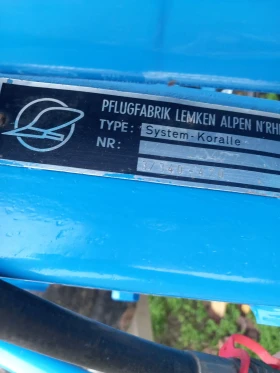 PFLUGFABRIK LEMKEN ALPEN N'RH
TYPE: System-Koralle
NR: